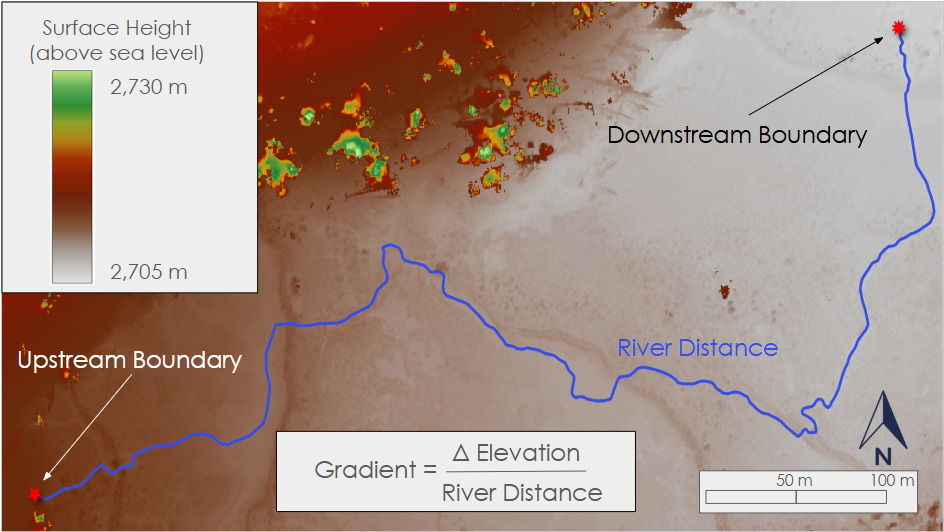 Surface Height
(above sea level)
2,730 m
2,705 m
Downstream Boundary
River Distance
Upstream Boundary
Gradient = Δ Elevation
River Distance
N
50 m 100 m